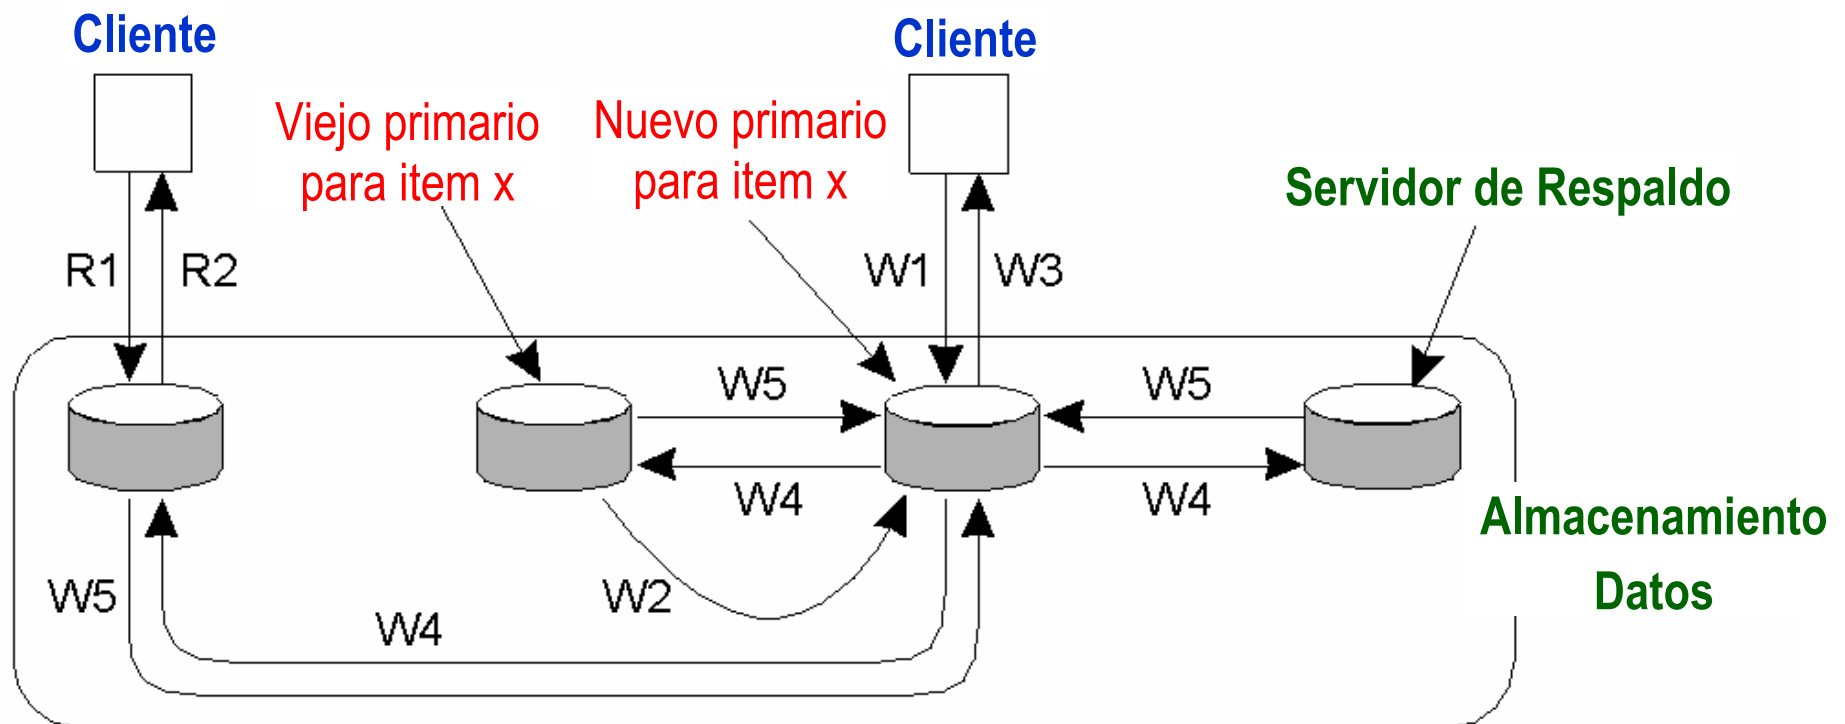 Cliente
Cliente
Viejo primario
para item x
Nuevo primario
para item x
Servidor de Respaldo
R1
R2
W1
W3
W5
W5
W4
W4
W5
W2
W4
Almacenamiento
Datos